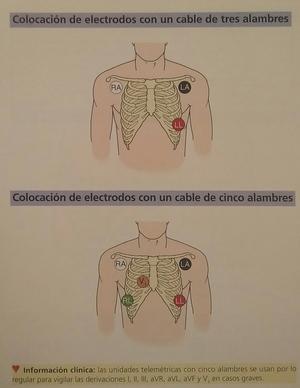 Colocación de electrodos con un cable de tres alambres
RA
LA
LL
Colocación de electrodos con un cable de cinco alambres
RA
LA
V₁
RL
LL
Información clínica: las unidades telemétricas con cinco alambres se usan por lo
regular para vigilar las derivaciones I, II, III, aVR, aVL, aVF y V₁ en casos graves.